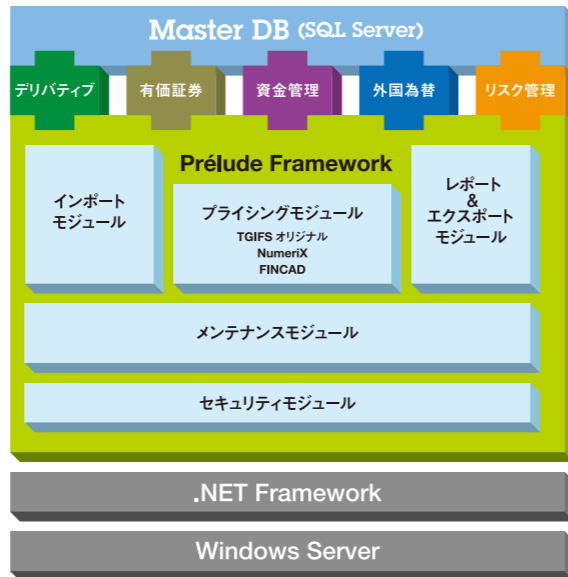 Master DB (SQL Server)
デリバティブ
有価証券
資金管理
外国為替
リスク管理
Prélude Framework
インポート
モジュール
プライシングモジュール
TGIFS オリジナル
NumeriX
FINCAD
レポート
&
エクスポート
モジュール
メンテナンスモジュール
セキュリティモジュール
.NET Framework
Windows Server